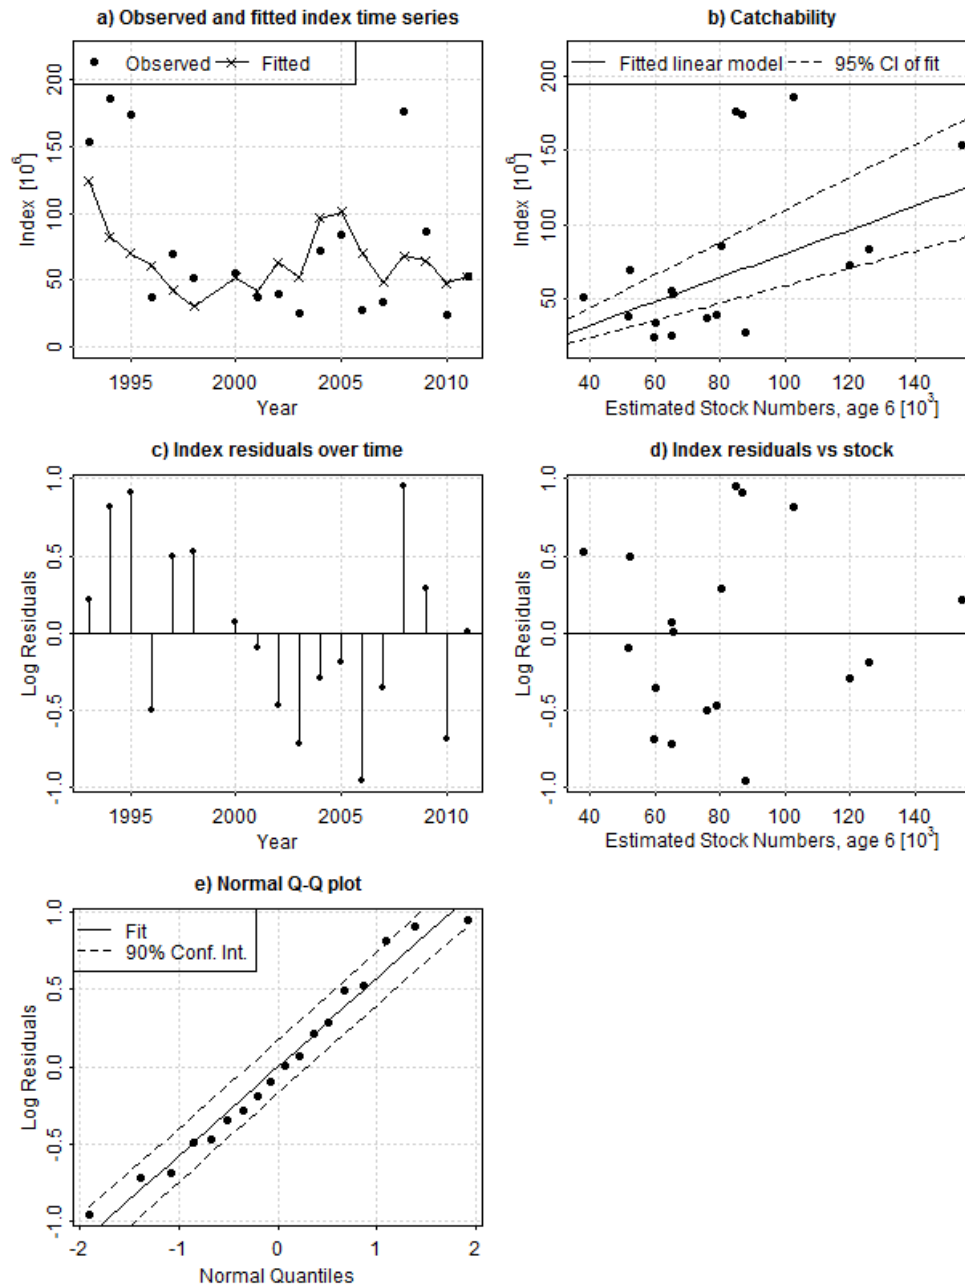 a) Observed and fitted index time series
Observed Fitted
Index [10^6]
0 50 100 150 200
1995 2000 2005 2010
Year
b) Catchability
Fitted linear model 95% CI of fit
Index [10^6]
50 100 150 200
40 60 80 100 120 140
Estimated Stock Numbers, age 6 [10^3]
c) Index residuals over time
Log Residuals
-1.0 -0.5 0.0 0.5 1.0
1995 2000 2005 2010
Year
d) Index residuals vs stock
Log Residuals
-1.0 -0.5 0.0 0.5 1.0
40 60 80 100 120 140
Estimated Stock Numbers, age 6 [10^3]
e) Normal Q-Q plot
Fit
90% Conf. Int.
Log Residuals
-1.0 -0.5 0.0 0.5 1.0
-2 -1 0 1 2
Normal Quantiles